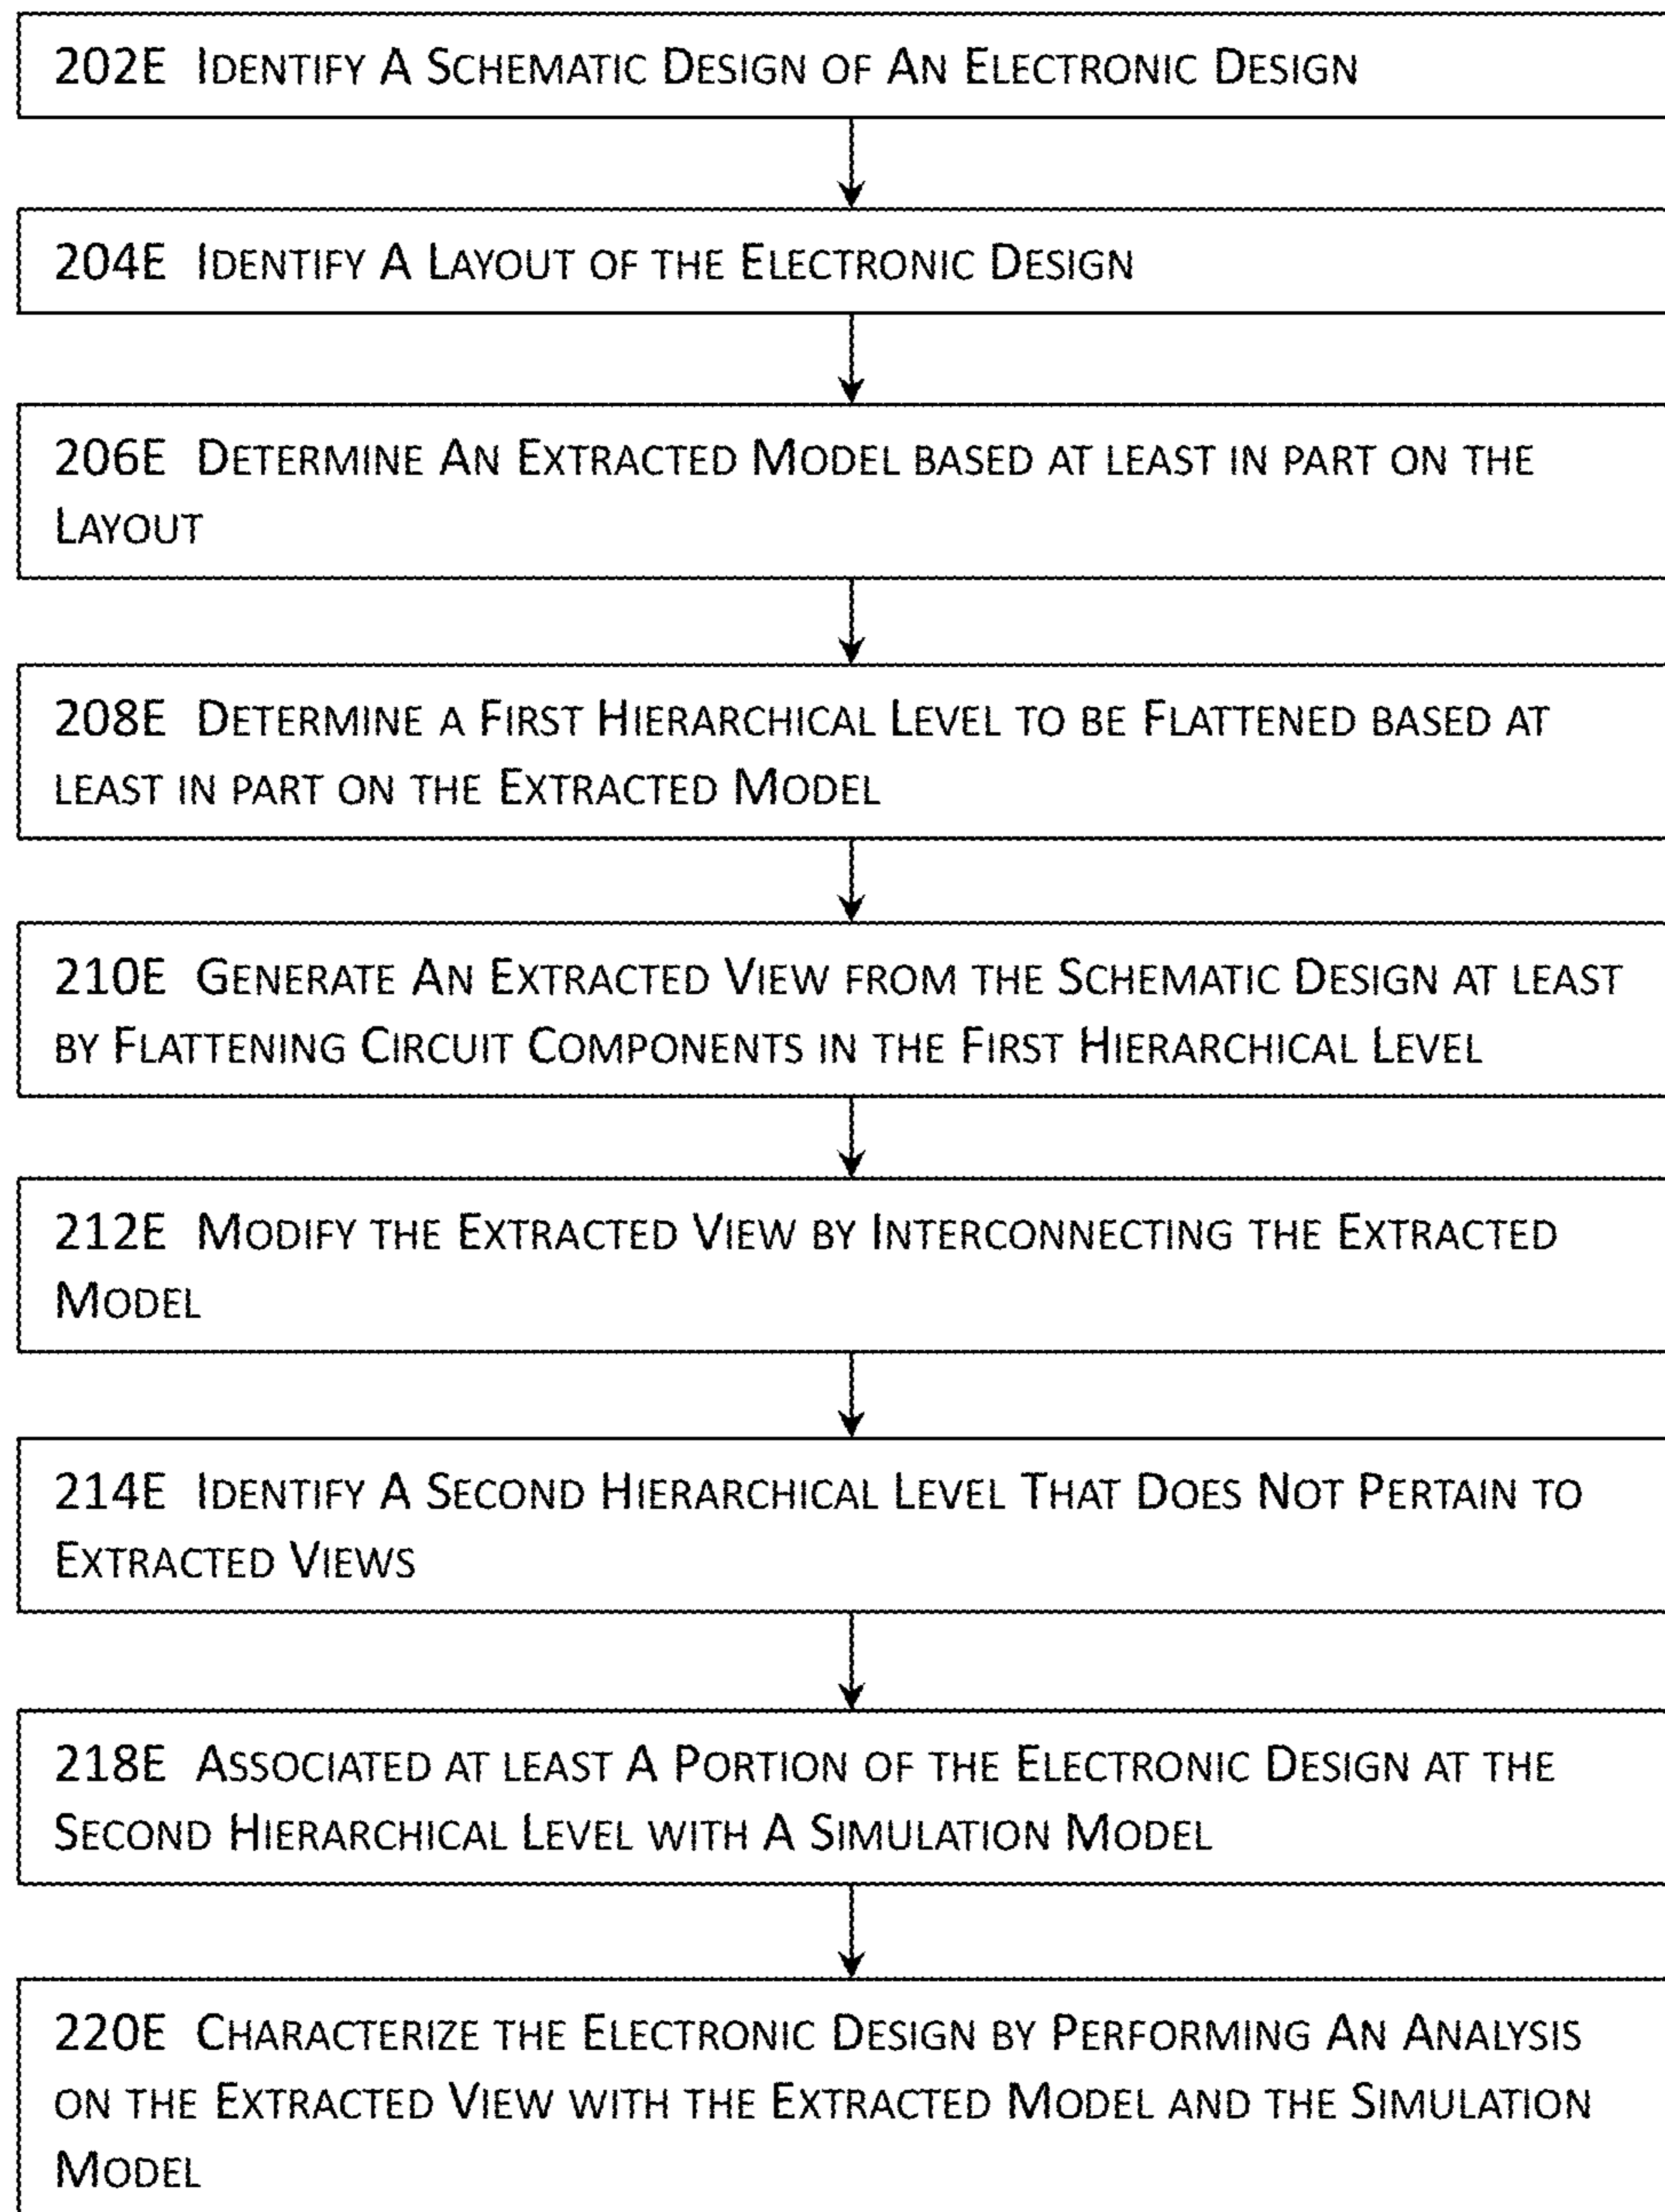 202E Identify A Schematic Design of An Electronic Design
204E Identify A Layout of the Electronic Design
206E Determine An Extracted Model based at least in part on the
Layout
208E Determine a First Hierarchical Level to be Flattened based at
least in part on the Extracted Model
210E Generate An Extracted View from the Schematic Design at least
by Flattening Circuit Components in the First Hierarchical Level
212E Modify the Extracted View by Interconnecting the Extracted
Model
214E Identify A Second Hierarchical Level That Does Not Pertain to
Extracted Views
218E Associated at least A Portion of the Electronic Design at the
Second Hierarchical Level with A Simulation Model
220E Characterize the Electronic Design by Performing An Analysis
on the Extracted View with the Extracted Model and the Simulation
Model